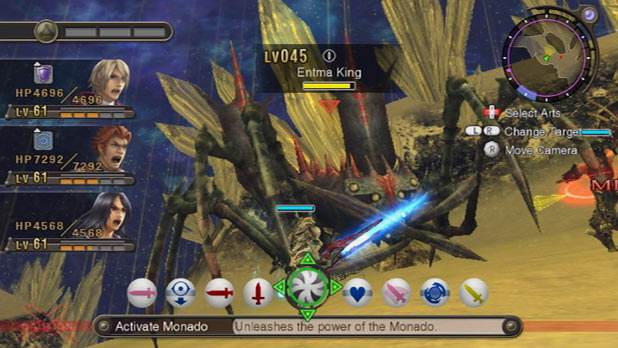 LV045 I
Entma King
HP4696/4696
LV-61
HP7292/7292
LV-61
HP4568/4568
LV-61
Select Arts
L R Change Target
R Move Camera
Activate Monado
Unleashes the power of the Monado.